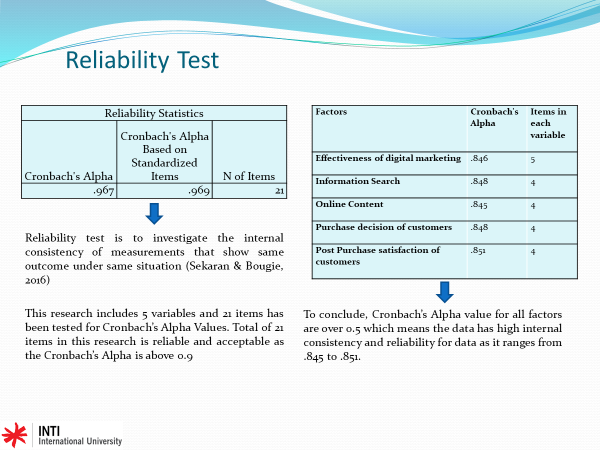 Reliability Test
Reliability Statistics
Cronbach's Alpha
Cronbach's Alpha
Based on
Standardized
Items
N of Items
.967
.969
21
Reliability test is to investigate the internal
consistency of measurements that show same
outcome under same situation (Sekaran & Bougie,
2016)
This research includes 5 variables and 21 items has
been tested for Cronbach's Alpha Values. Total of 21
items in this research is reliable and acceptable as
the Cronbach's Alpha is above 0.9
Factors
Cronbach's
Alpha
Items in
each
variable
Effectiveness of digital marketing
.846
5
Information Search
.848
4
Online Content
.845
4
Purchase decision of customers
.848
4
Post Purchase satisfaction of
customers
.851
4
To conclude, Cronbach's Alpha value for all factors
are over 0.5 which means the data has high internal
consistency and reliability for data as it ranges from
.845 to .851.
INTI
International University